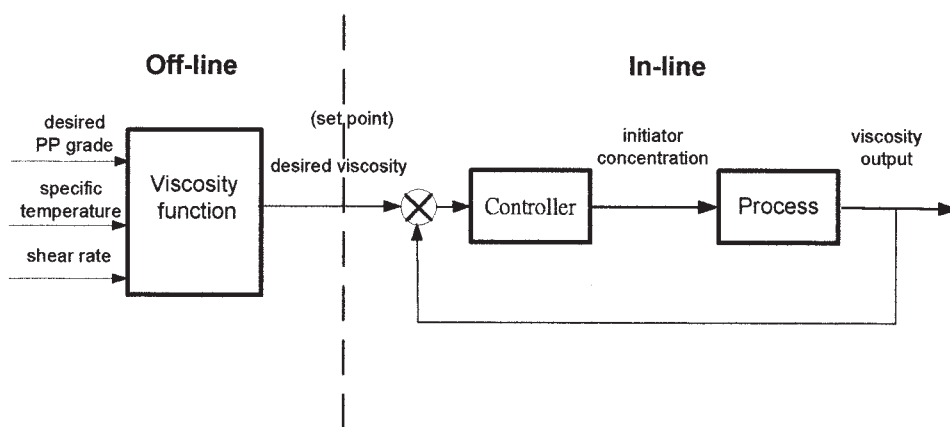 Off-line
In-line
desired
PP grade
specific
temperature
shear rate
Viscosity
function
(set point)
desired viscosity
Controller
initiator
concentration
Process
viscosity
output